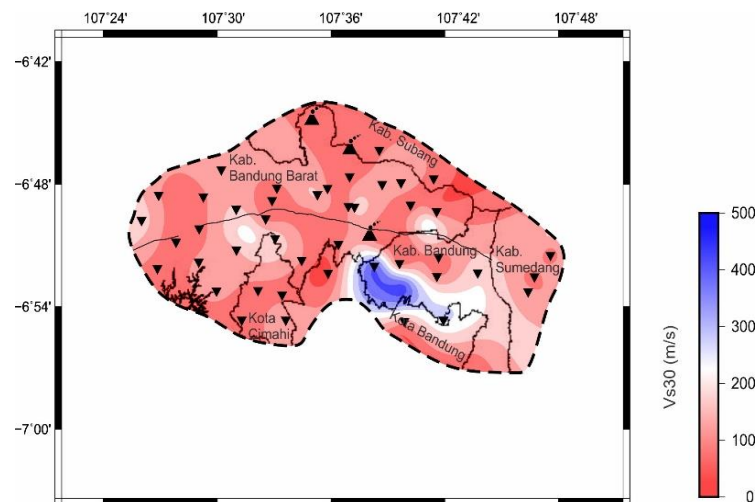 107°24' 107°30' 107°36' 107°42' 107°48'
−6°42'
−6°48'
−6°54'
−7°00'
Kab. Subang
Kab.
Bandung Barat
Kab. Bandung
Kab.
Sumedang
Kota
Cimahi
Kota Bandung
500
400
300
200
100
0
Vs30 (m/s)